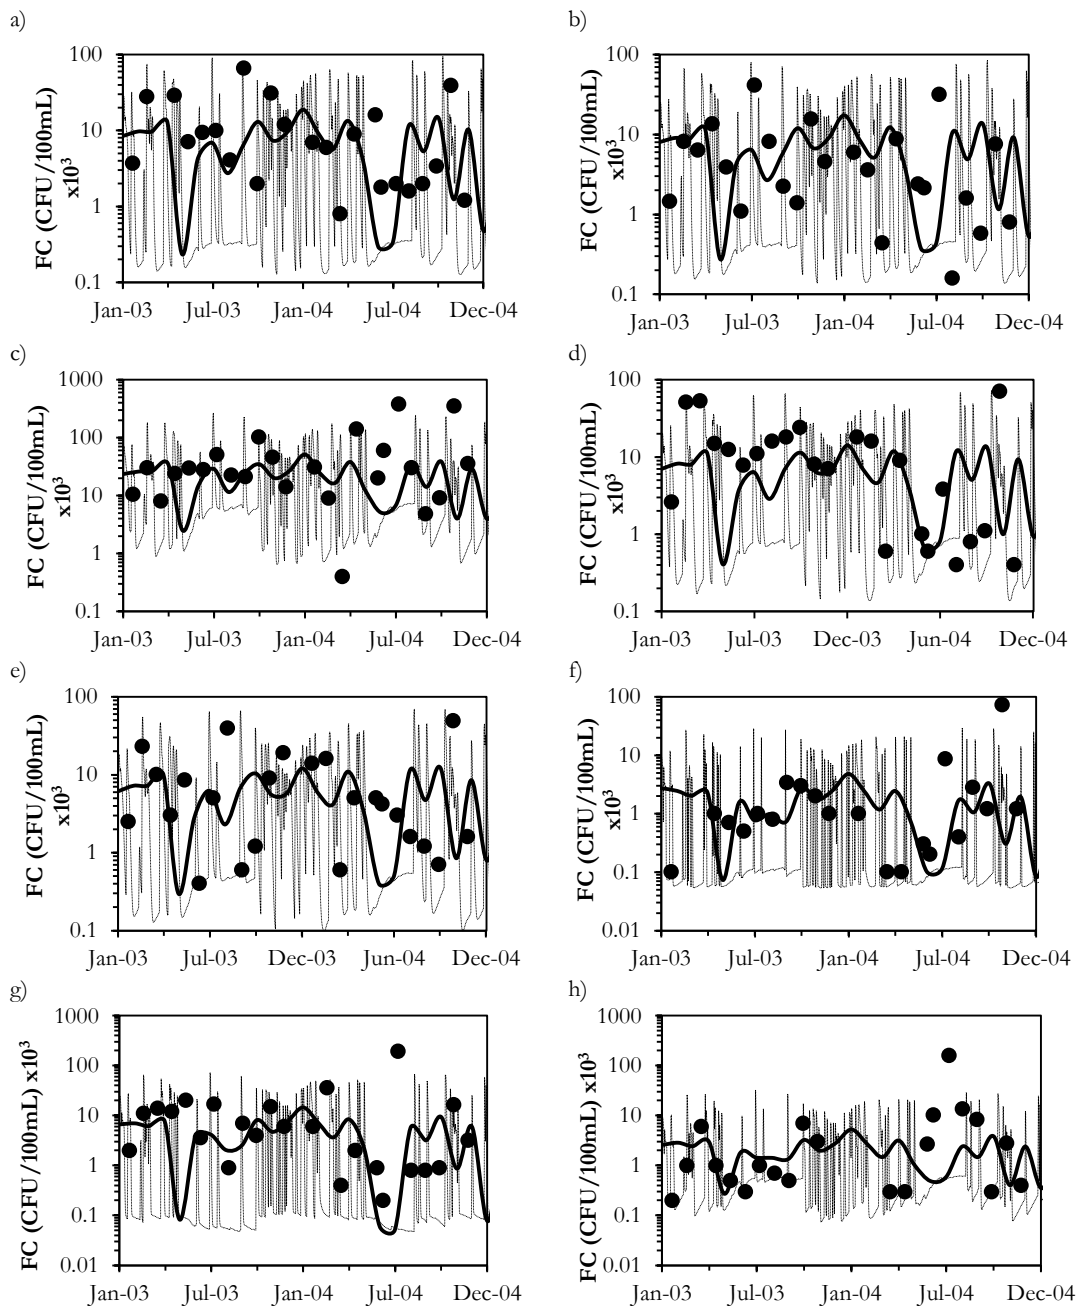 a)
FC (CFU/100mL)
x10³
100
10
1
0.1
Jan-03 Jul-03 Jan-04 Jul-04 Dec-04
b)
FC (CFU/100mL)
x10³
100
10
1
0.1
Jan-03 Jul-03 Jan-04 Jul-04 Dec-04
c)
FC (CFU/100mL)
x10³
1000
100
10
1
0.1
Jan-03 Jul-03 Jan-04 Jul-04 Dec-04
d)
FC (CFU/100mL)
x10³
100
10
1
0.1
Jan-03 Jul-03 Dec-03 Jun-04 Dec-04
e)
FC (CFU/100mL)
x10³
100
10
1
0.1
Jan-03 Jul-03 Dec-03 Jun-04 Dec-04
f)
FC (CFU/100mL)
x10³
100
10
1
0.1
0.01
Jan-03 Jul-03 Jan-04 Jul-04 Dec-04
g)
FC (CFU/100mL) x10³
1000
100
10
1
0.1
0.01
Jan-03 Jul-03 Jan-04 Jul-04 Dec-04
h)
FC (CFU/100mL) x10³
1000
100
10
1
0.1
0.01
Jan-03 Jul-03 Jan-04 Jul-04 Dec-04